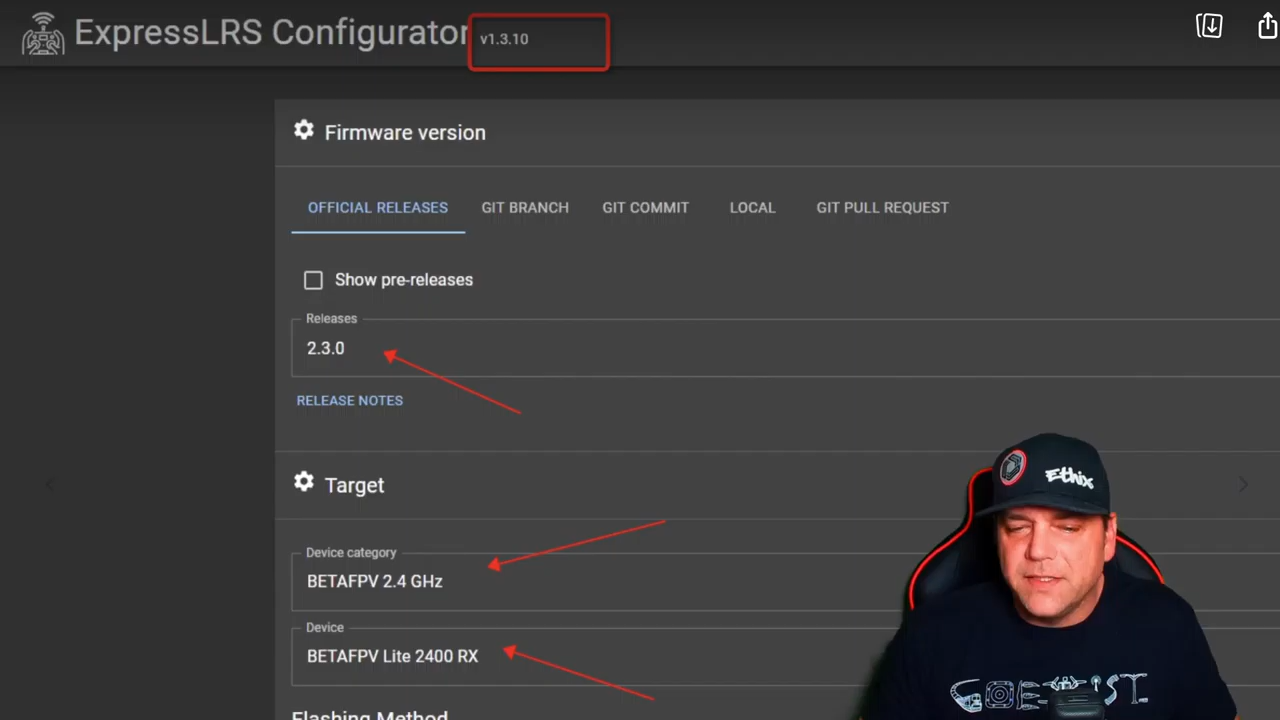 ExpressLRS Configurator v1.3.10
Firmware version
OFFICIAL RELEASES GIT BRANCH GIT COMMIT LOCAL GIT PULL REQUEST
Show pre-releases
Releases
2.3.0
RELEASE NOTES
Target
Ethix
Device category
BETAFPV 2.4 GHz
Device
BETAFPV Lite 2400 RX
Flashing Method